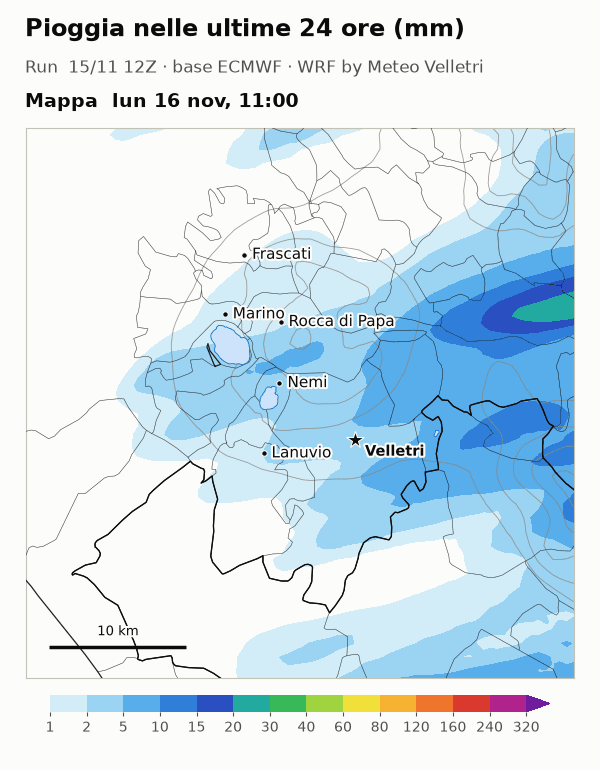 Pioggia nelle ultime 24 ore (mm)
Run  15/11 12Z · base ECMWF · WRF by Meteo Velletri
Mappa  lun 16 nov, 11:00
Frascati
Marino
Rocca di Papa
Nemi
Velletri
Lanuvio
10 km
1 2 5 10 15 20 30 40 60 80 120 160 240 320